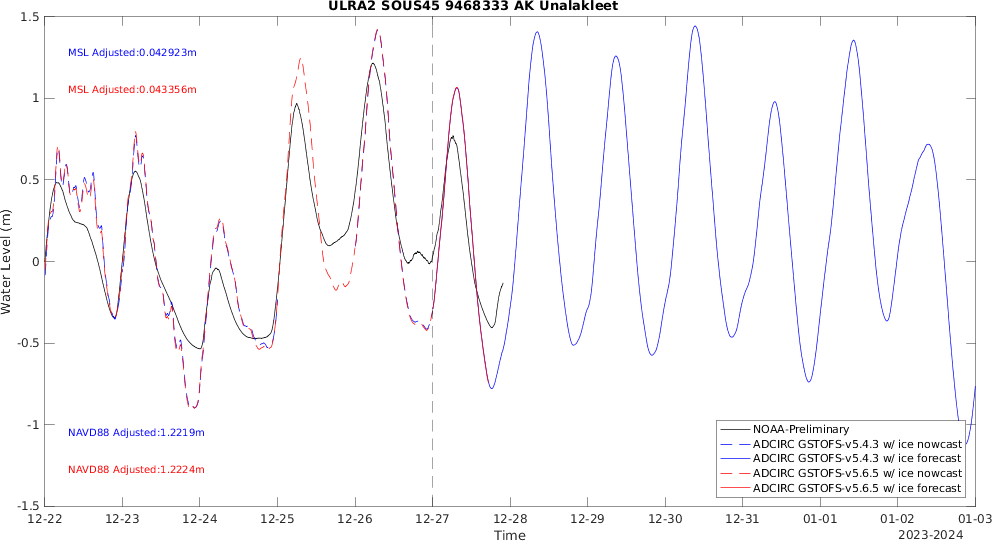 ULRA2 SOUS45 9468333 AK Unalakleet
1.5
1
0.5
0
-0.5
-1
-1.5
Water Level (m)
MSL Adjusted:0.042923m
MSL Adjusted:0.043356m
NAVD88 Adjusted:1.2219m
NAVD88 Adjusted:1.2224m
NOAA-Preliminary
ADCIRC GSTOFS-v5.4.3 w/ ice nowcast
ADCIRC GSTOFS-v5.4.3 w/ ice forecast
ADCIRC GSTOFS-v5.6.5 w/ ice nowcast
ADCIRC GSTOFS-v5.6.5 w/ ice forecast
12-22 12-23 12-24 12-25 12-26 12-27 12-28 12-29 12-30 12-31 01-01 01-02 01-03
Time
2023-2024